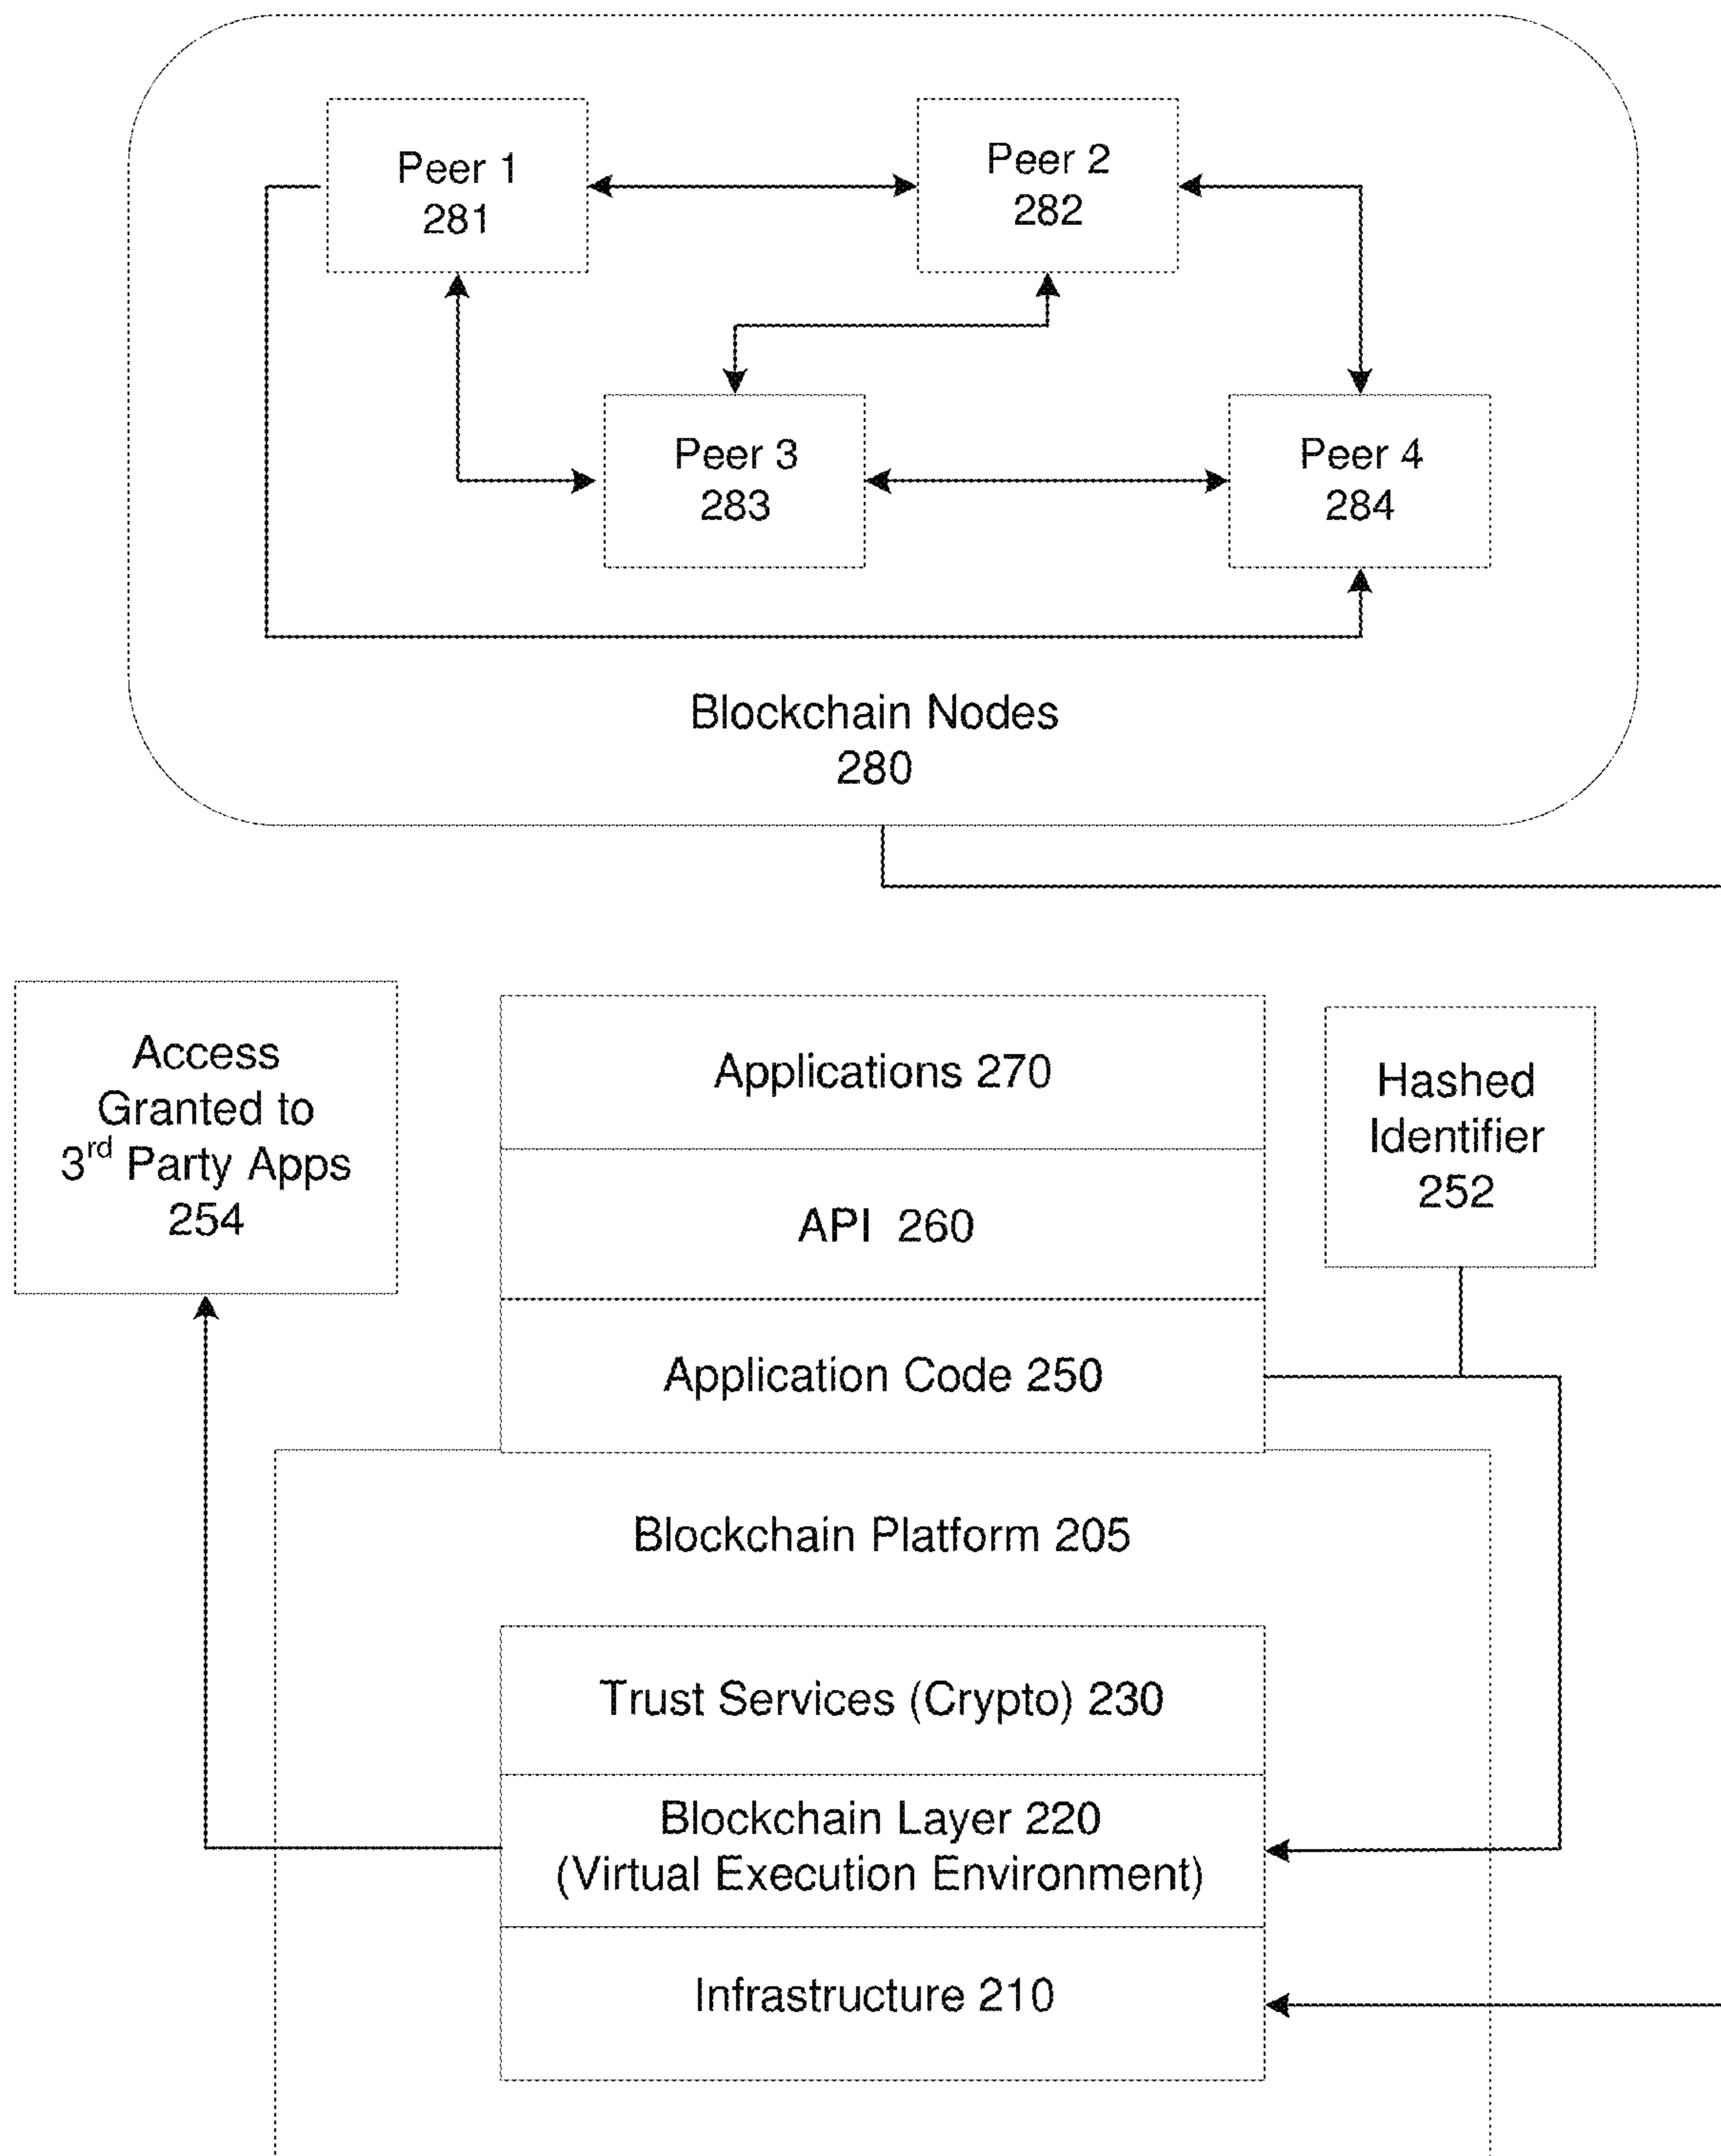 Peer 1
281
Peer 2
282
Peer 3
283
Peer 4
284
Blockchain Nodes
280
Access
Granted to
3rd Party Apps
254
Applications 270
Hashed
Identifier
252
API 260
Application Code 250
Blockchain Platform 205
Trust Services (Crypto) 230
Blockchain Layer 220
(Virtual Execution Environment)
Infrastructure 210